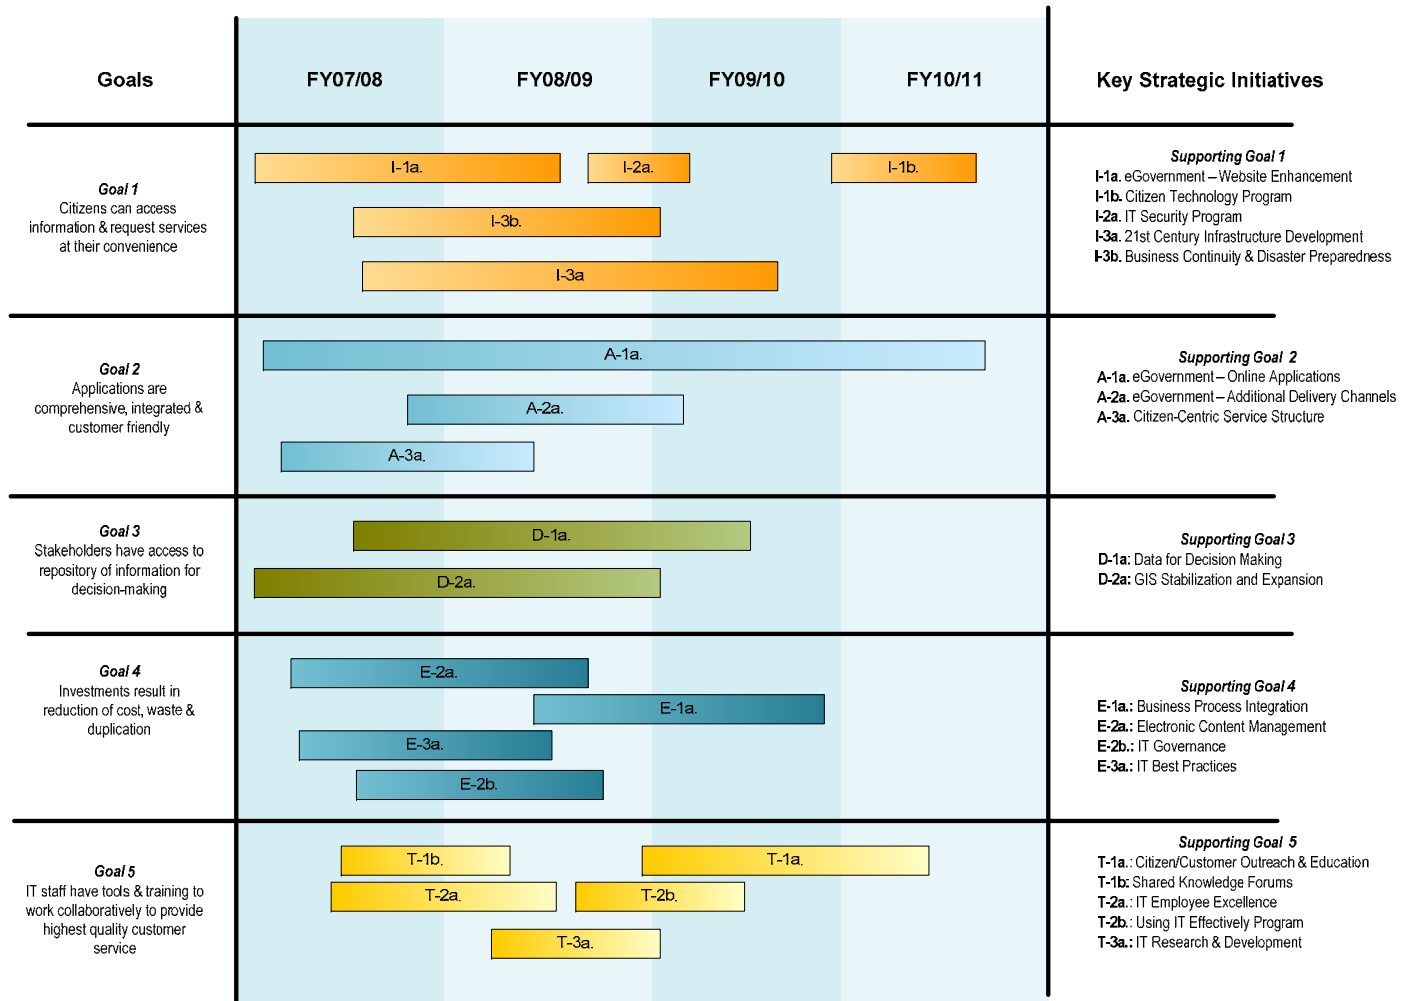 Goals
FY07/08
FY08/09
FY09/10
FY10/11
Key Strategic Initiatives
Goal 1
Citizens can access
information & request services
at their convenience
I-1a.
I-2a.
I-1b.
I-3b.
I-3a
Supporting Goal 1
I-1a. eGovernment – Website Enhancement
I-1b. Citizen Technology Program
I-2a. IT Security Program
I-3a. 21st Century Infrastructure Development
I-3b. Business Continuity & Disaster Preparedness
Goal 2
Applications are
comprehensive, integrated &
customer friendly
A-1a.
A-2a.
A-3a.
Supporting Goal 2
A-1a. eGovernment – Online Applications
A-2a. eGovernment – Additional Delivery Channels
A-3a. Citizen-Centric Service Structure
Goal 3
Stakeholders have access to
repository of information for
decision-making
D-1a.
D-2a.
Supporting Goal 3
D-1a: Data for Decision Making
D-2a: GIS Stabilization and Expansion
Goal 4
Investments result in
reduction of cost, waste &
duplication
E-2a.
E-1a.
E-3a.
E-2b.
Supporting Goal 4
E-1a.: Business Process Integration
E-2a.: Electronic Content Management
E-2b.: IT Governance
E-3a.: IT Best Practices
Goal 5
IT staff have tools & training to
work collaboratively to provide
highest quality customer
service
T-1b.
T-1a.
T-2a.
T-2b.
T-3a.
Supporting Goal 5
T-1a.: Citizen/Customer Outreach & Education
T-1b: Shared Knowledge Forums
T-2a.: IT Employee Excellence
T-2b.: Using IT Effectively Program
T-3a.: IT Research & Development